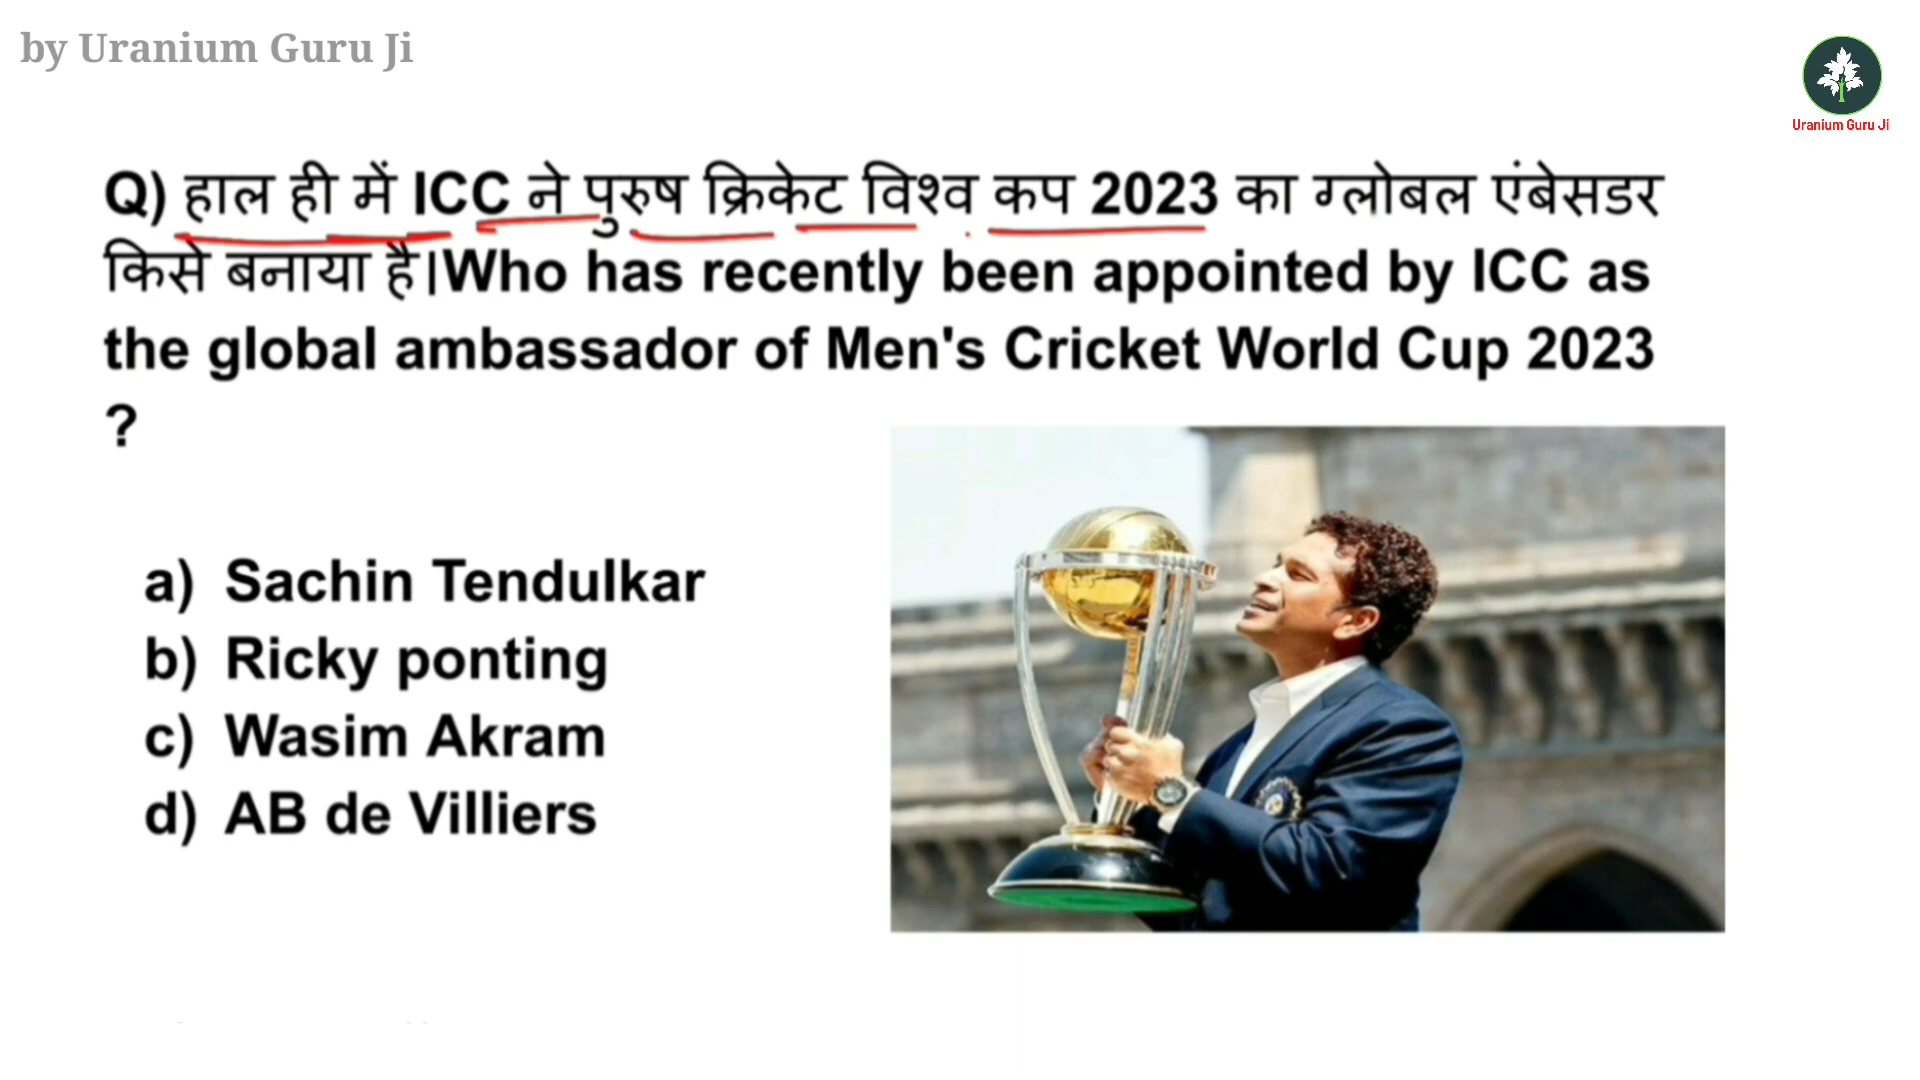 by Uranium Guru Ji
Uranium Guru Ji
Q) हाल ही में ICC ने पुरुष क्रिकेट विश्व कप 2023 का ग्लोबल एंबेसडर
किसे बनाया है।Who has recently been appointed by ICC as
the global ambassador of Men's Cricket World Cup 2023
?
a) Sachin Tendulkar
b) Ricky ponting
c) Wasim Akram
d) AB de Villiers